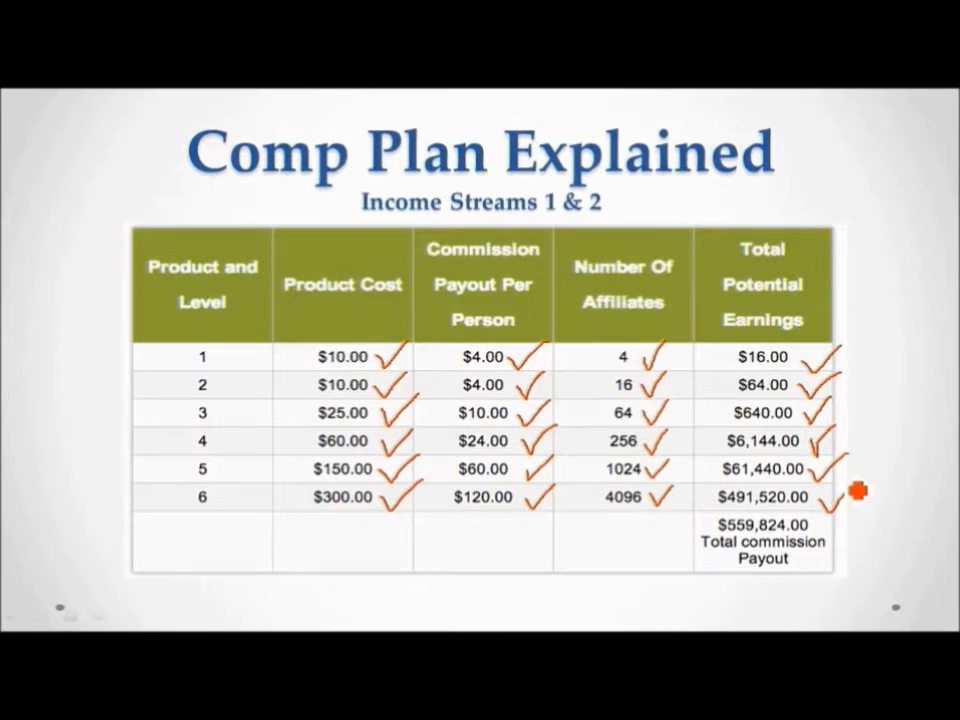 Comp Plan Explained
Income Streams 1 & 2
Product and Level Product Cost Commission Payout Per Person Number Of Affiliates Total Potential Earnings
1 $10.00 $4.00 4 $16.00
2 $10.00 $4.00 16 $64.00
3 $25.00 $10.00 64 $640.00
4 $60.00 $24.00 256 $6,144.00
5 $150.00 $60.00 1024 $61,440.00
6 $300.00 $120.00 4096 $491,520.00
$559,824.00
Total commission
Payout